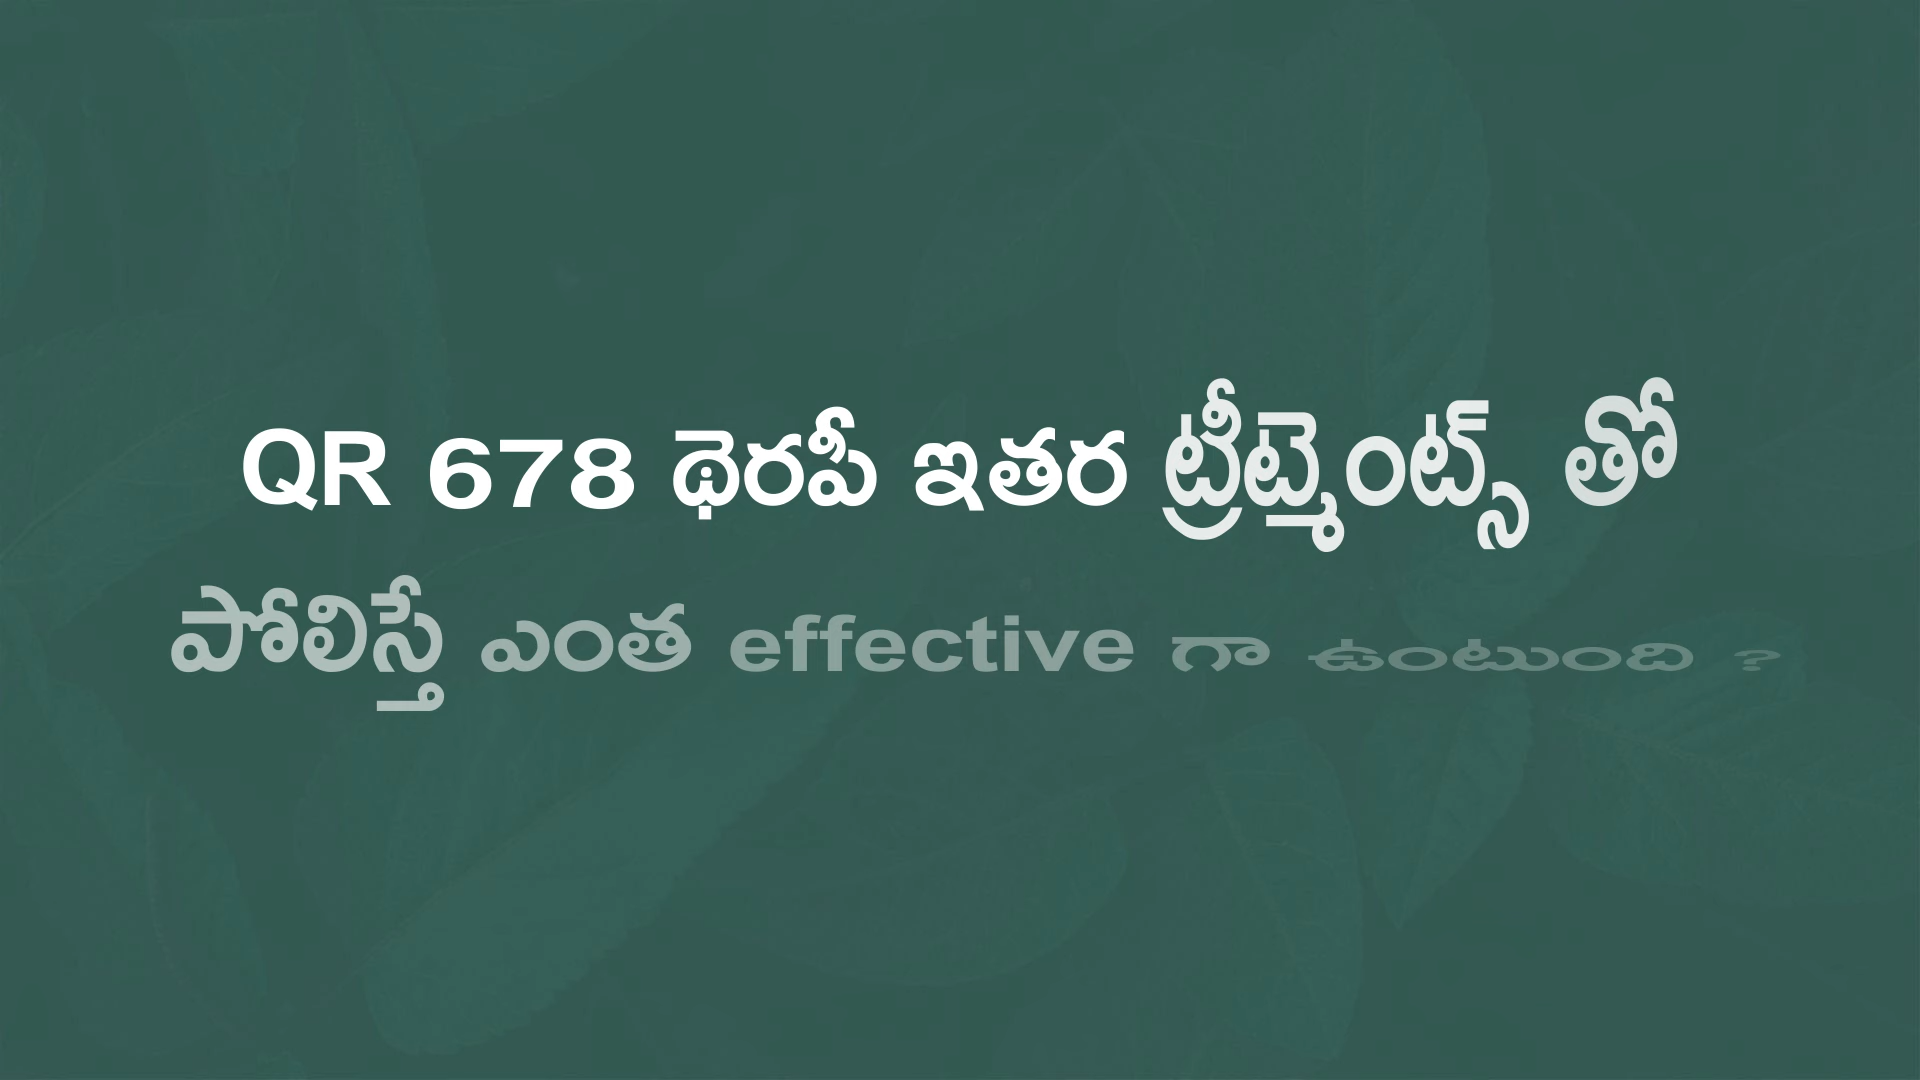 QR 678 థెరపీ ఇతర ట్రీట్మెంట్స్ తో
పోలిస్తే ఎంత effective గా ఉంటుంది ?